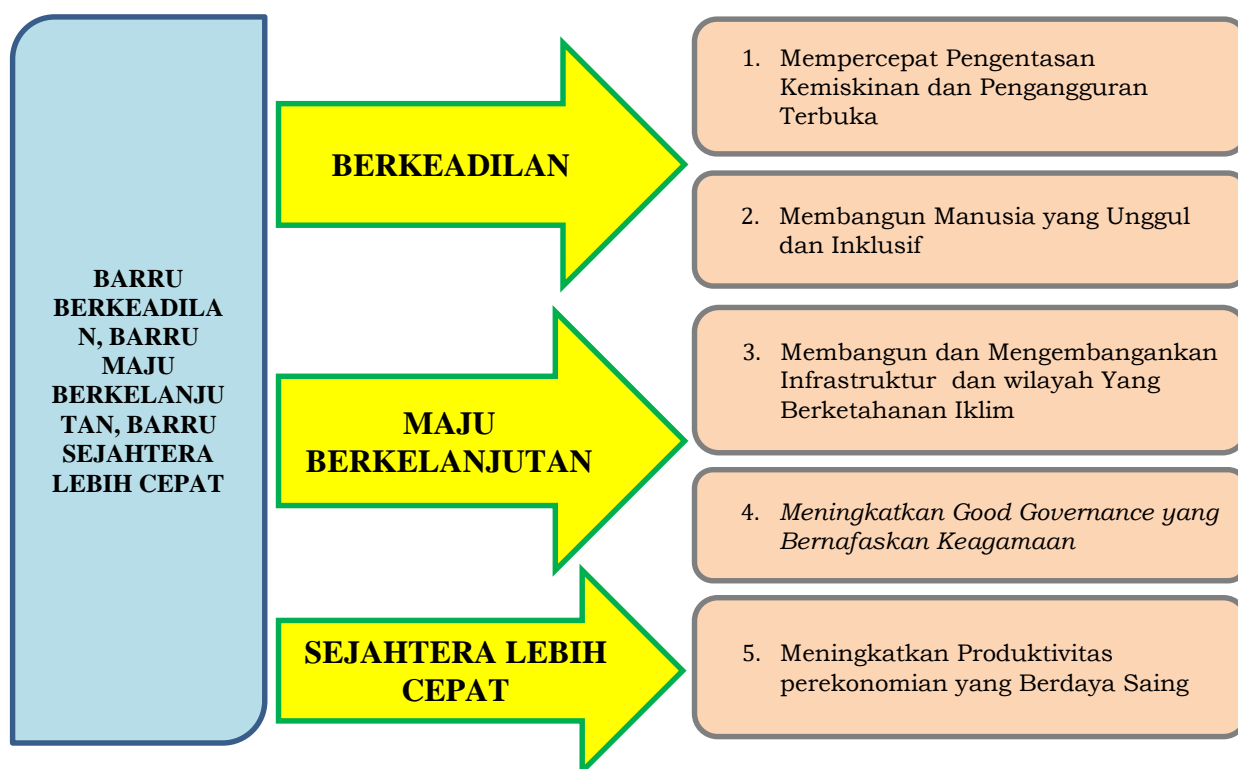 BARRU
BERKEADILA
N, BARRU
MAJU
BERKELANJU
TAN, BARRU
SEJAHTERA
LEBIH CEPAT
BERKEADILAN
1. Mempercepat Pengentasan
Kemiskinan dan Pengangguran
Terbuka
2. Membangun Manusia yang Unggul
dan Inklusif
MAJU
BERKELANJUTAN
3. Membangun dan Mengembangankan
Infrastruktur dan wilayah Yang
Berketahanan Iklim
4. Meningkatkan Good Governance yang
Bernafaskan Keagamaan
SEJAHTERA LEBIH
CEPAT
5. Meningkatkan Produktivitas
perekonomian yang Berdaya Saing